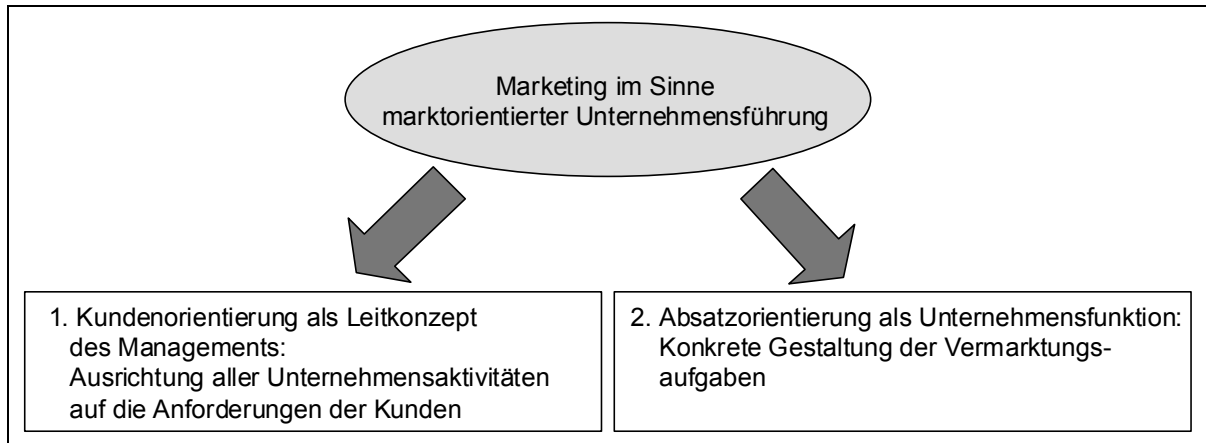 Marketing im Sinne
marktorientierter Unternehmensführung
1. Kundenorientierung als Leitkonzept
des Managements:
Ausrichtung aller Unternehmensaktivitäten
auf die Anforderungen der Kunden
2. Absatzorientierung als Unternehmensfunktion:
Konkrete Gestaltung der Vermarktungs-
aufgaben